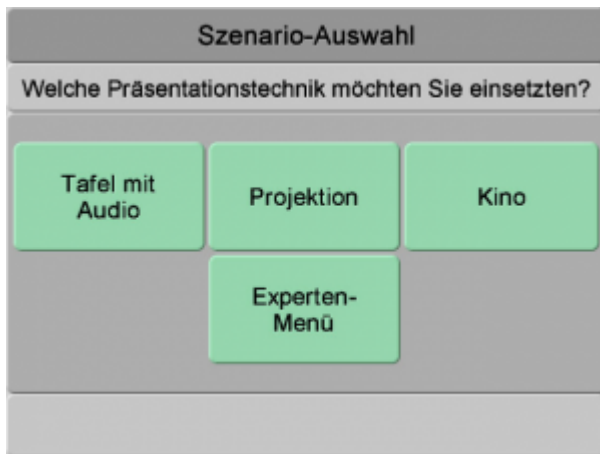 Szenario-Auswahl
Welche Präsentationstechnik möchten Sie einsetzten?
Tafel mit
Audio
Projektion
Kino
Experten-
Menü